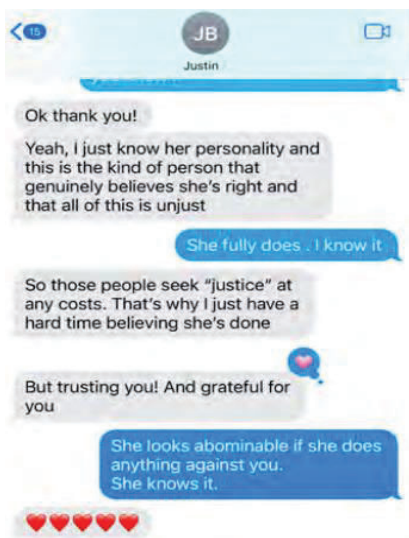 15
JB
Justin
Ok thank you!
Yeah, I just know her personality and
this is the kind of person that
genuinely believes she's right and
that all of this is unjust
She fully does . I know it
So those people seek "justice" at
any costs. That's why I just have a
hard time believing she's done
But trusting you! And grateful for
you
She looks abominable if she does
anything against you.
She knows it.